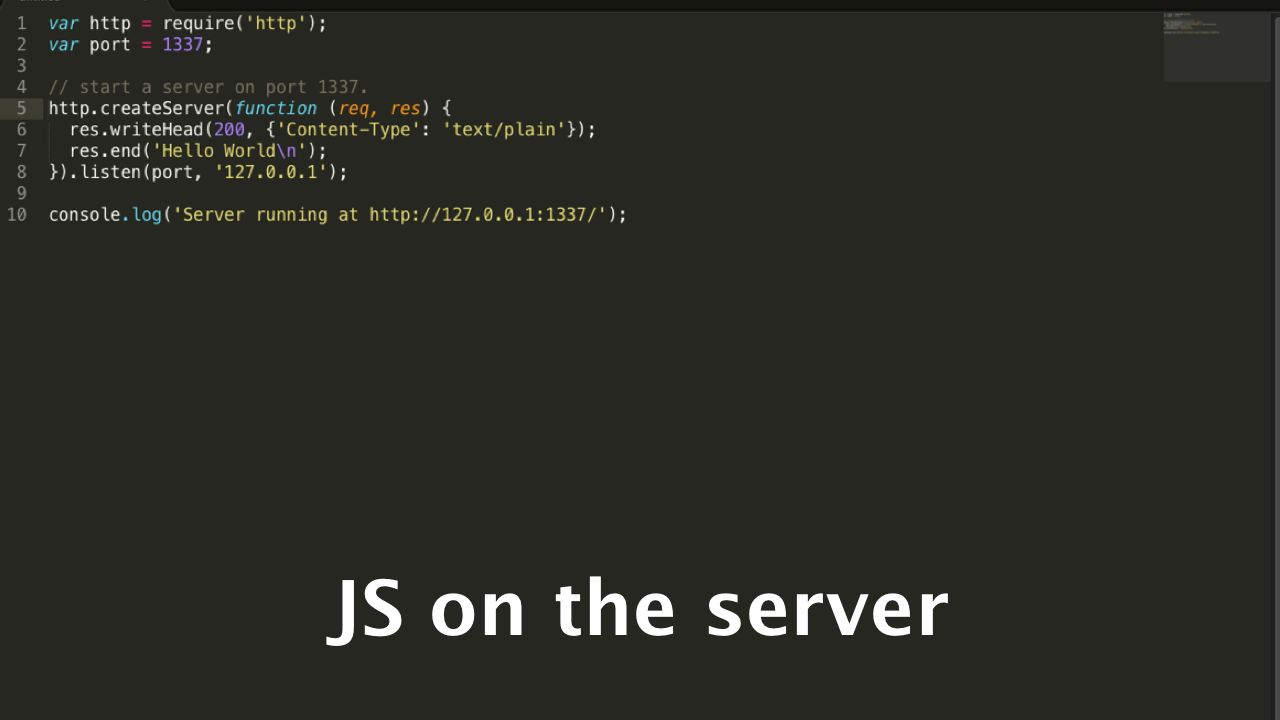 1 var http = require('http');
2 var port = 1337;
3
4 // start a server on port 1337.
5 http.createServer(function (req, res) {
6   res.writeHead(200, {'Content-Type': 'text/plain'});
7   res.end('Hello World\n');
8 }).listen(port, '127.0.0.1');
9
10 console.log('Server running at http://127.0.0.1:1337/');
JS on the server